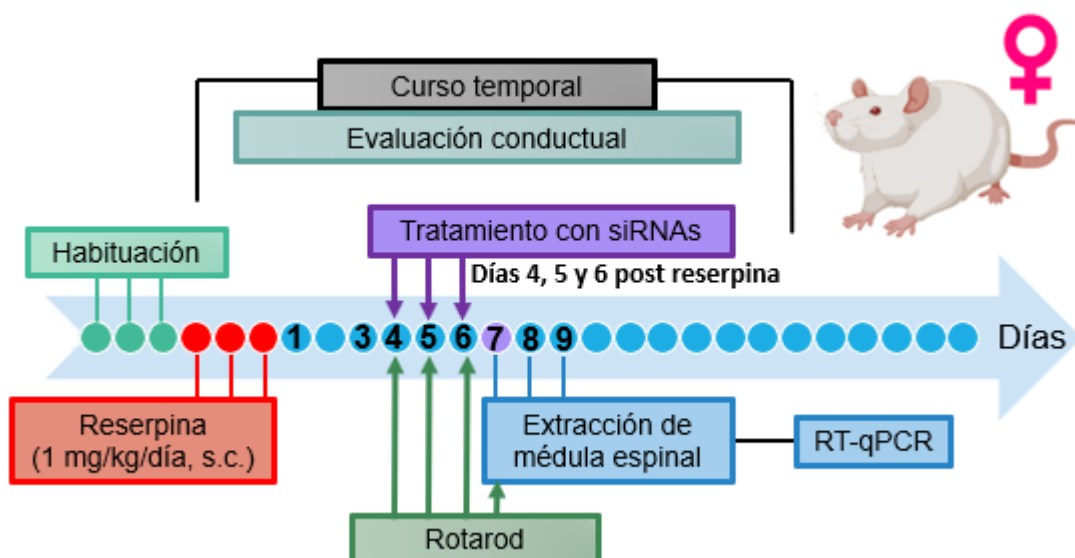 Curso temporal
Evaluación conductual
Tratamiento con siRNAs
Habituación
Días 4, 5 y 6 post reserpina
1 3 4 5 6 7 8 9
Días
Reserpina
(1 mg/kg/día, s.c.)
Extracción de
médula espinal
RT-qPCR
Rotarod